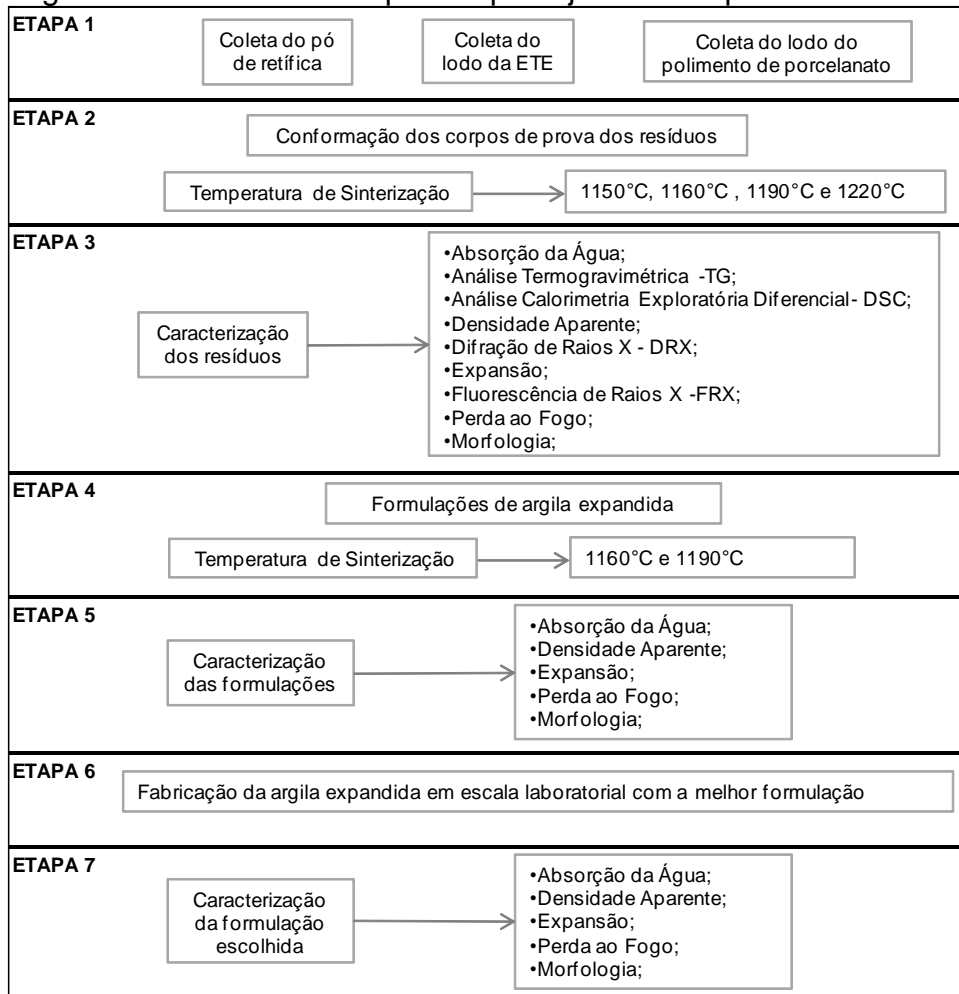 ETAPA 1
Coleta do pó
de retífica
Coleta do
lodo da ETE
Coleta do lodo do
polimento de porcelanato
ETAPA 2
Conformação dos corpos de prova dos resíduos
Temperatura de Sinterização
1150°C, 1160°C , 1190°C e 1220°C
ETAPA 3
Caracterização
dos resíduos
•Absorção da Água;
•Análise Termogravimétrica -TG;
•Análise Calorimetria Exploratória Diferencial- DSC;
•Densidade Aparente;
•Difração de Raios X - DRX;
•Expansão;
•Fluorescência de Raios X -FRX;
•Perda ao Fogo;
•Morfologia;
ETAPA 4
Formulações de argila expandida
Temperatura de Sinterização
1160°C e 1190°C
ETAPA 5
Caracterização
das formulações
•Absorção da Água;
•Densidade Aparente;
•Expansão;
•Perda ao Fogo;
•Morfologia;
ETAPA 6
Fabricação da argila expandida em escala laboratorial com a melhor formulação
ETAPA 7
Caracterização
da formulação
escolhida
•Absorção da Água;
•Densidade Aparente;
•Expansão;
•Perda ao Fogo;
•Morfologia;